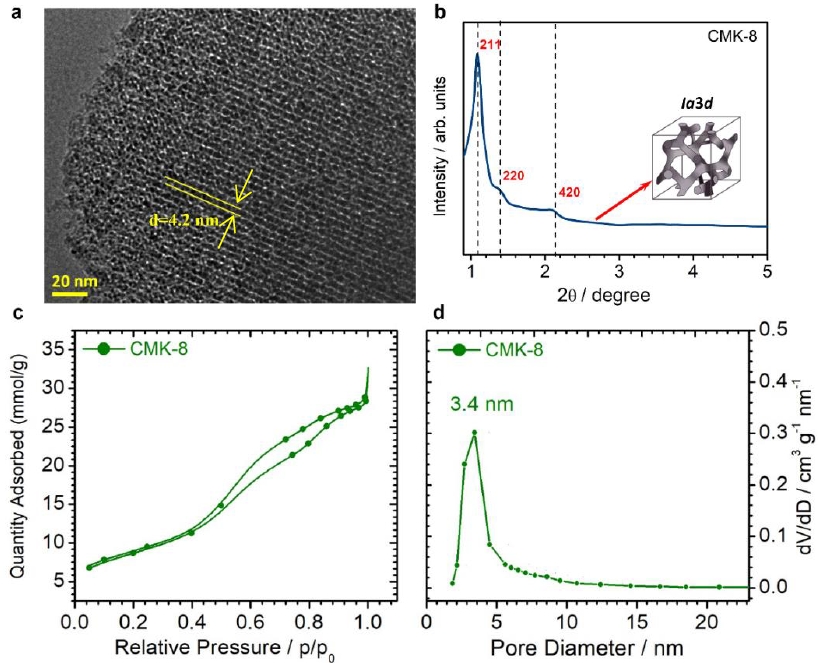 a
d=4.2 nm
20 nm
b
CMK-8
211
220
420
Ia3d
Intensity / arb. units
1 2 3 4 5
2θ / degree
c
CMK-8
35
30
25
20
15
10
5
Quantity Adsorbed (mmol/g)
0.0 0.2 0.4 0.6 0.8 1.0
Relative Pressure / p/p₀
d
CMK-8
3.4 nm
0.5
0.4
0.3
0.2
0.1
0.0
dV/dD / cm³ g⁻¹ nm⁻¹
0 5 10 15 20
Pore Diameter / nm